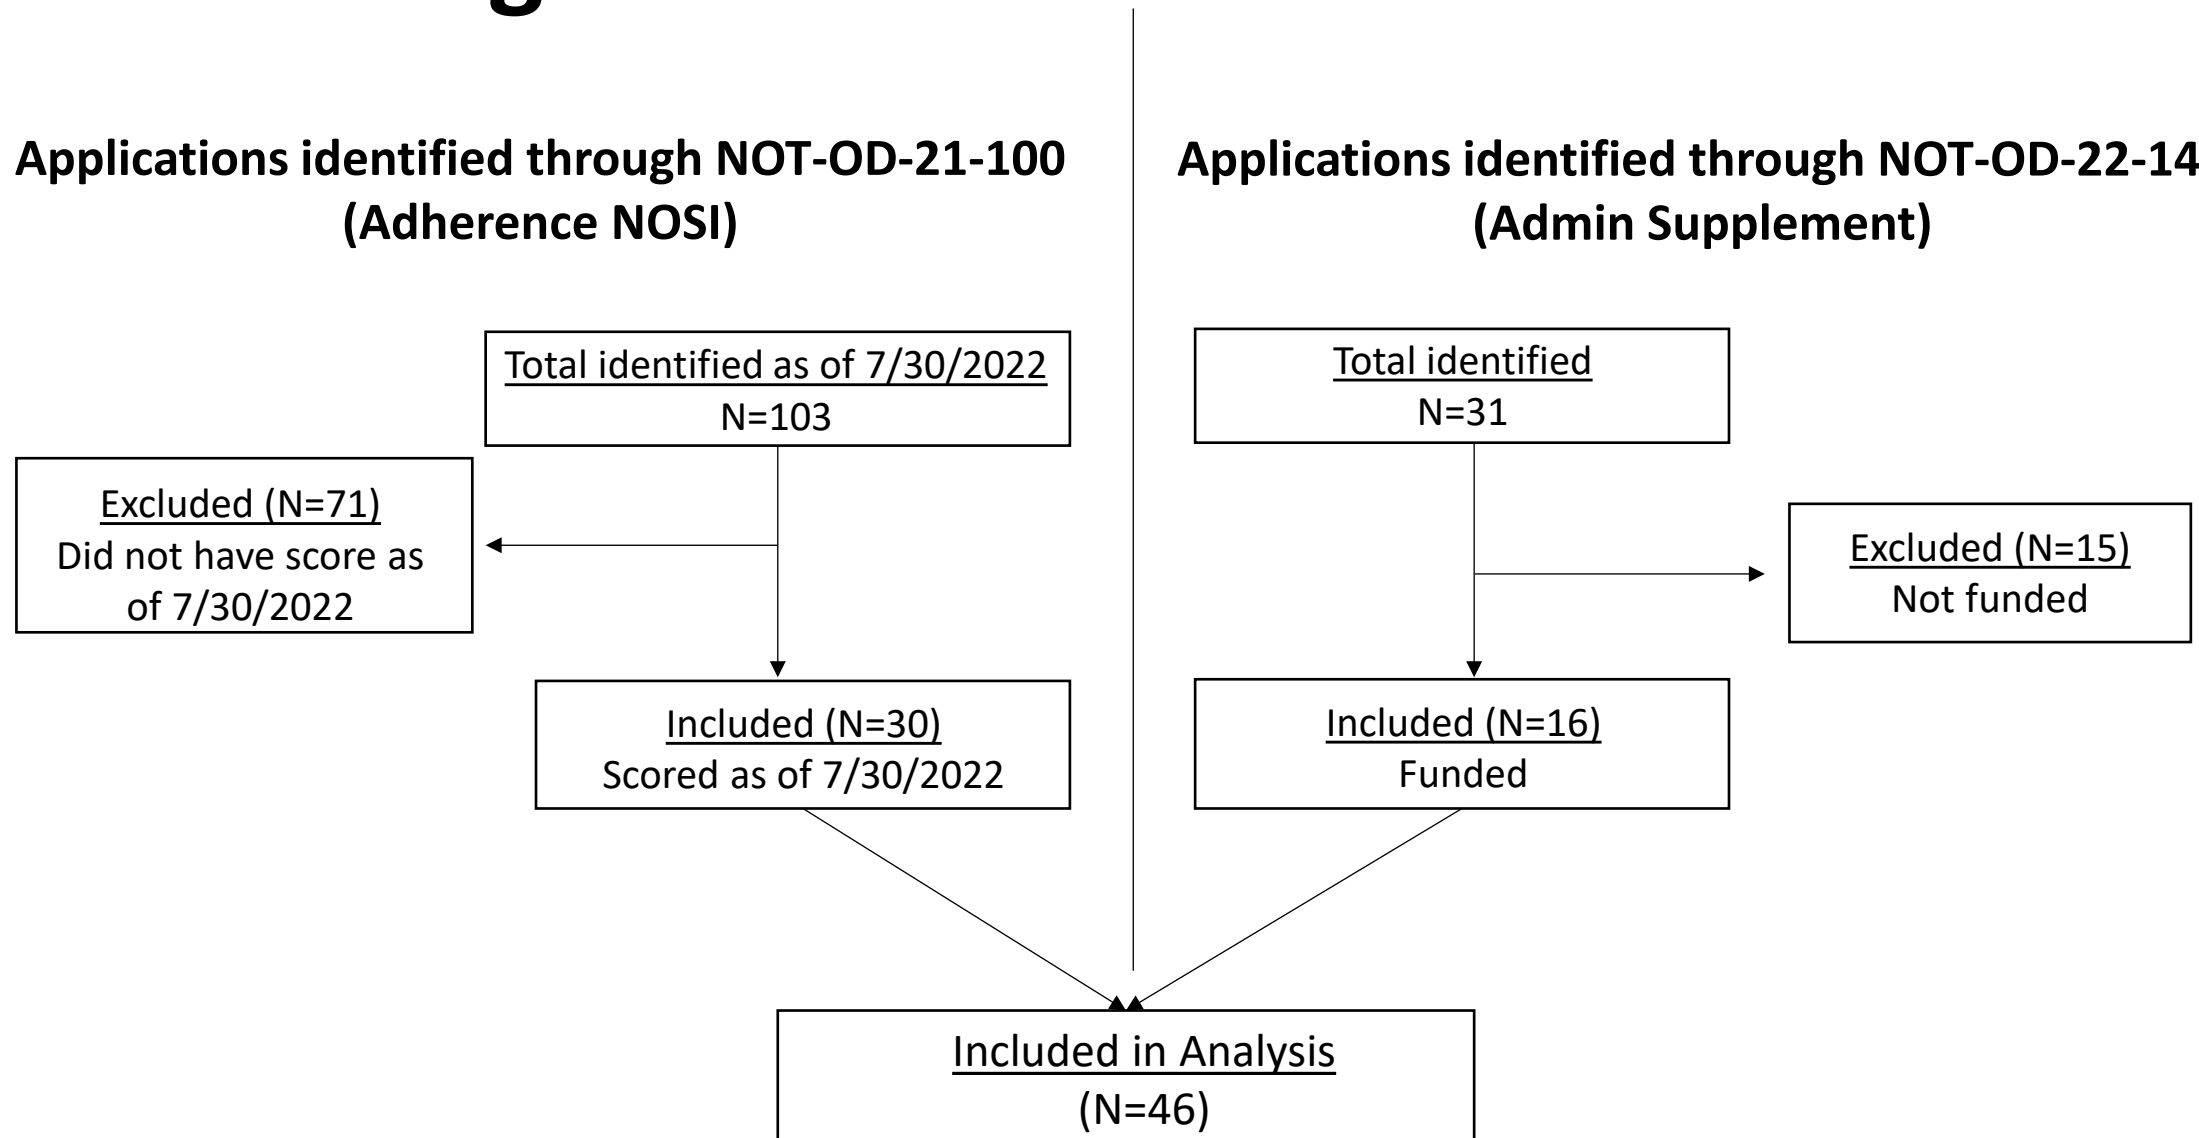 Applications identified through NOT-OD-21-100
(Adherence NOSI)
Total identified as of 7/30/2022
N=103
Excluded (N=71)
Did not have score as
of 7/30/2022
Included (N=30)
Scored as of 7/30/2022
Applications identified through NOT-OD-22-14
(Admin Supplement)
Total identified
N=31
Excluded (N=15)
Not funded
Included (N=16)
Funded
Included in Analysis
(N=46)